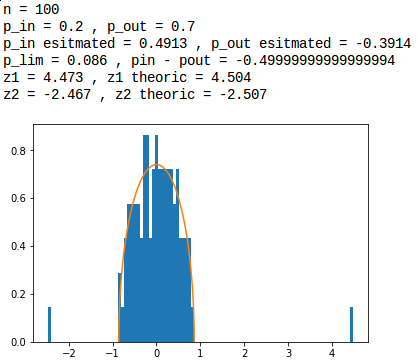 n = 100
p_in = 0.2 , p_out = 0.7
p_in esitmated = 0.4913 , p_out esitmated = -0.3914
p_lim = 0.086 , pin - pout = -0.49999999999999994
z1 = 4.473 , z1 theoric = 4.504
z2 = -2.467 , z2 theoric = -2.507
0.8
0.6
0.4
0.2
0.0
−2 −1 0 1 2 3 4